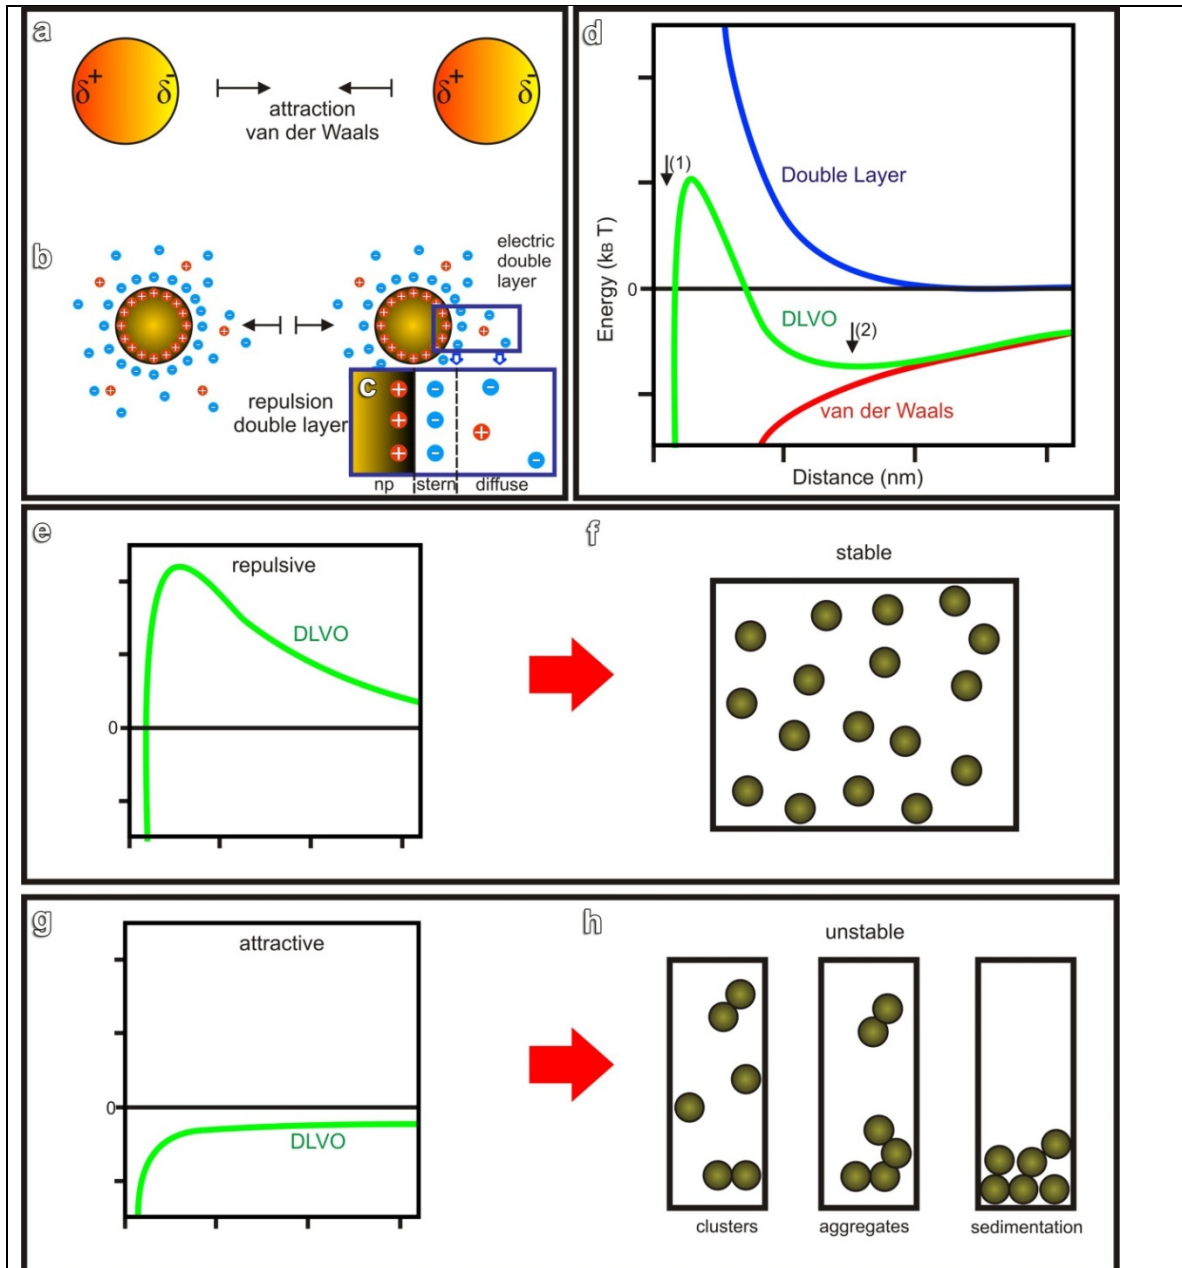 a
δ+ δ- δ+ δ-
attraction
van der Waals
b
electric
double
layer
repulsion
double layer
c
np stern diffuse
d
(1)
Double Layer
Energy (kB T)
0
DLVO
(2)
van der Waals
Distance (nm)
e
repulsive
DLVO
0
f
stable
g
attractive
0
DLVO
h
unstable
clusters aggregates sedimentation